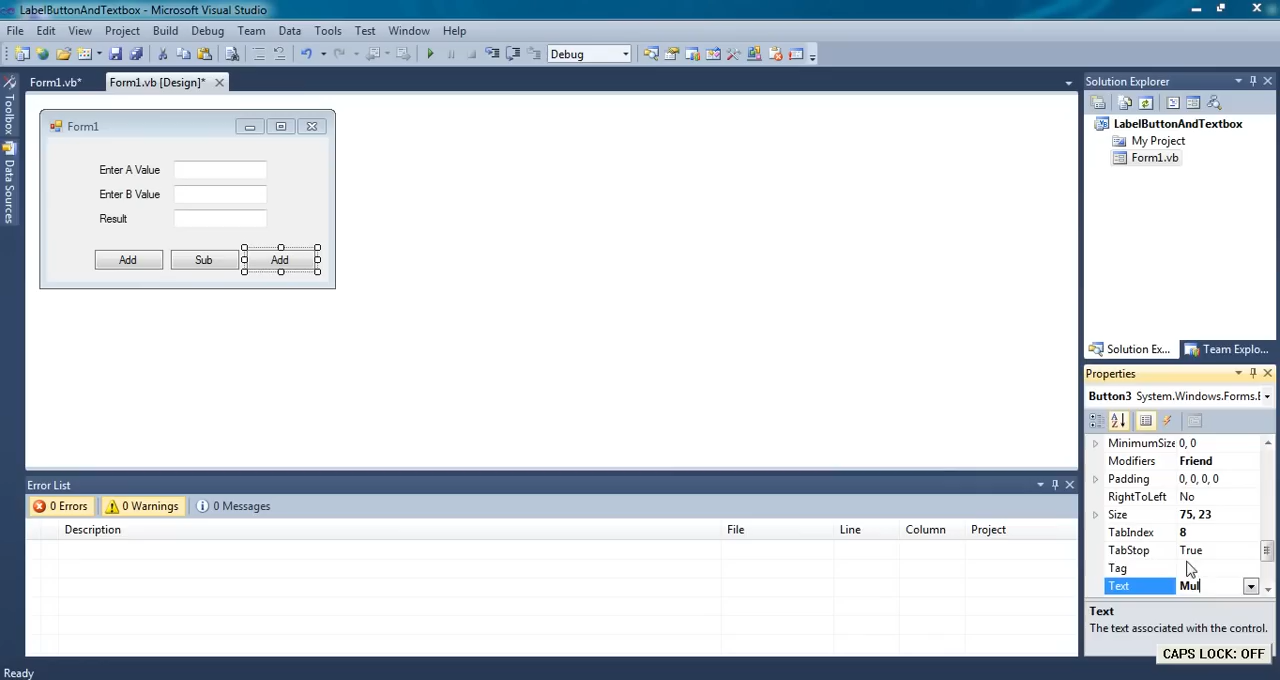 LabelButtonAndTextbox - Microsoft Visual Studio
File Edit View Project Build Debug Team Data Tools Test Window Help
Debug
Form1.vb* Form1.vb [Design]*
Toolbox
Data Sources
Form1
Enter A Value
Enter B Value
Result
Add Sub Add
Solution Explorer
LabelButtonAndTextbox
My Project
Form1.vb
Solution Ex... Team Explo...
Properties
Button3 System.Windows.Forms.E
MinimumSize 0, 0
Modifiers Friend
Padding 0, 0, 0, 0
RightToLeft No
Size 75, 23
TabIndex 8
TabStop True
Tag
Text Mul
Text
The text associated with the control.
Error List
0 Errors 0 Warnings 0 Messages
Description File Line Column Project
CAPS LOCK: OFF
Ready